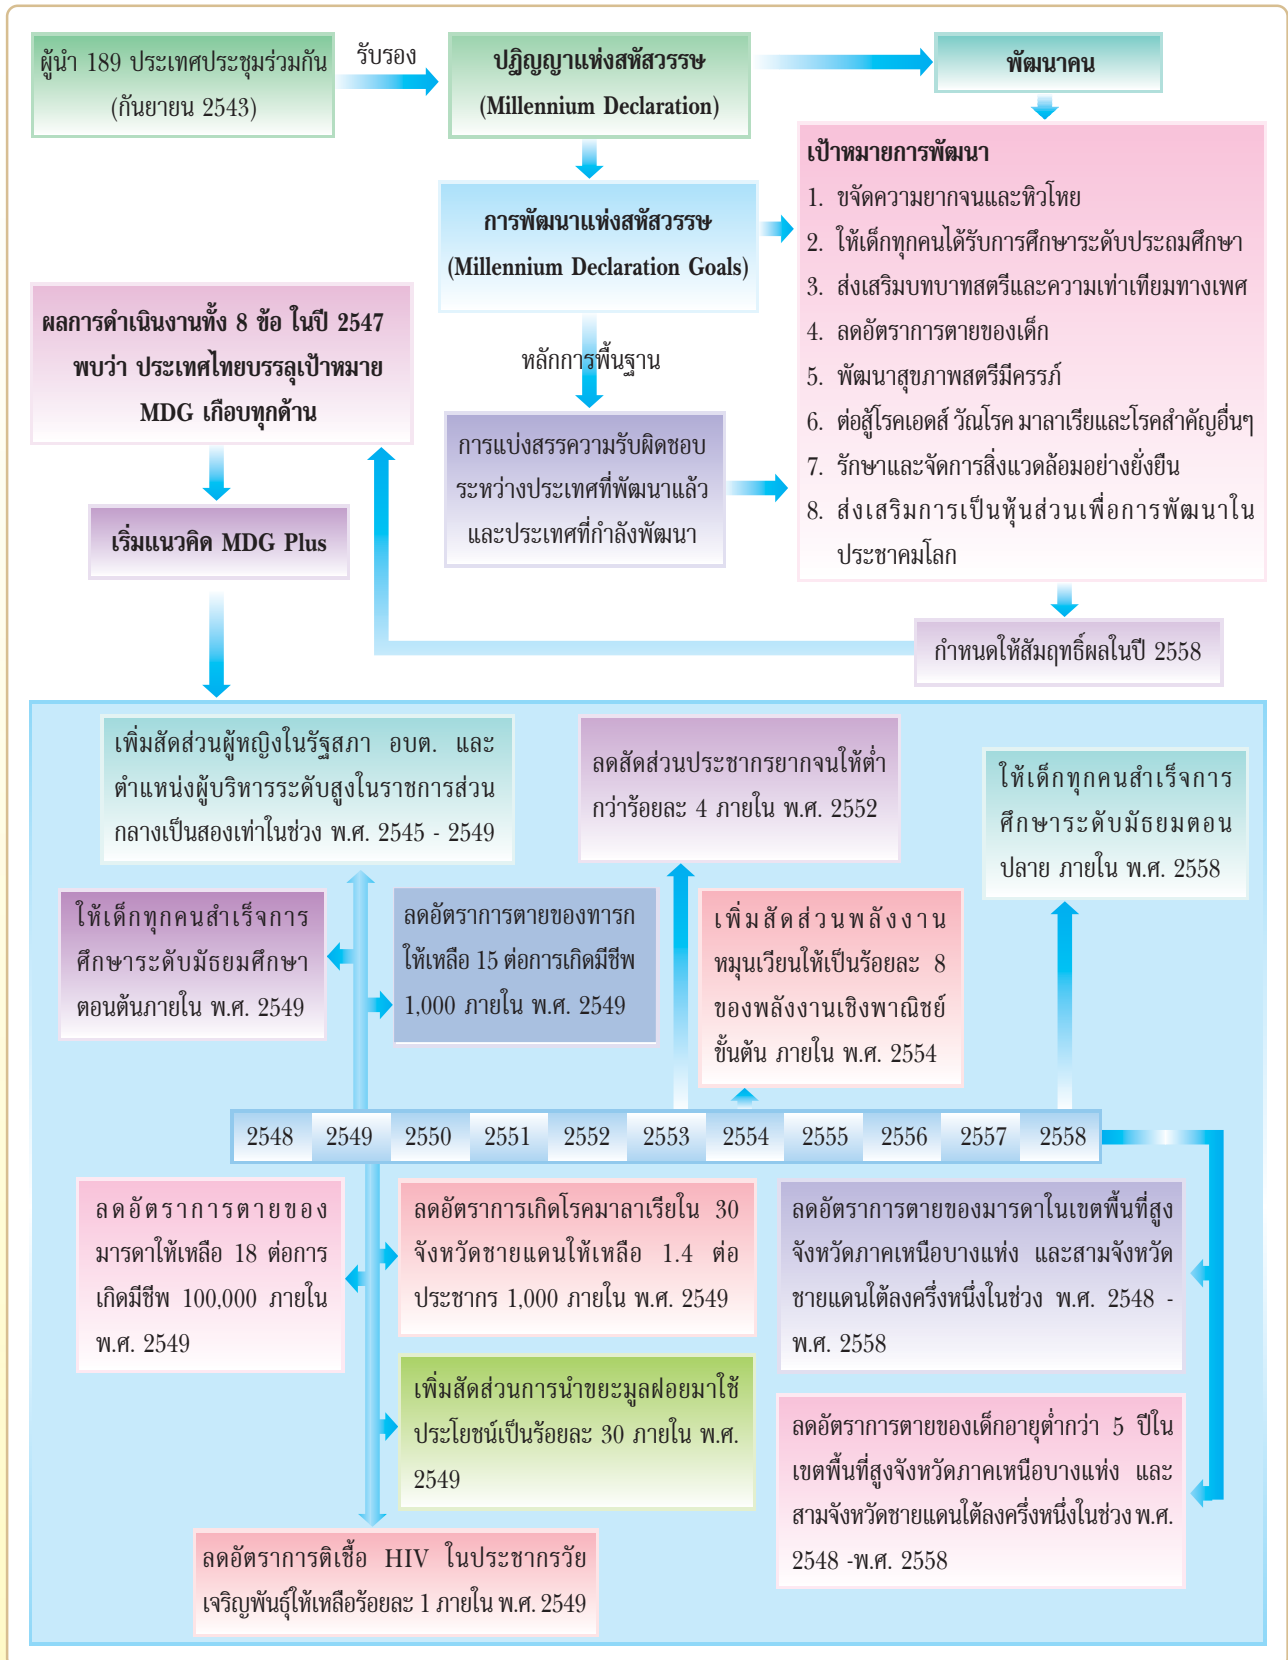 ผู้นำ 189 ประเทศประชุมร่วมกัน
(กันยายน 2543)
รับรอง
ปฎิญญาแห่งสหัสวรรษ
(Millennium Declaration)
พัฒนาคน
การพัฒนาแห่งสหัสวรรษ
(Millennium Declaration Goals)
เป้าหมายการพัฒนา
1. ขจัดความยากจนและหิวโหย
2. ให้เด็กทุกคนได้รับการศึกษาระดับประถมศึกษา
3. ส่งเสริมบทบาทสตรีและความเท่าเทียมทางเพศ
4. ลดอัตราการตายของเด็ก
5. พัฒนาสุขภาพสตรีมีครรภ์
6. ต่อสู้โรคเอดส์ วัณโรค มาลาเรียและโรคสำคัญอื่นๆ
7. รักษาและจัดการสิ่งแวดล้อมอย่างยั่งยืน
8. ส่งเสริมการเป็นหุ้นส่วนเพื่อการพัฒนาใน
ประชาคมโลก
ผลการดำเนินงานทั้ง 8 ข้อ ในปี 2547
พบว่า ประเทศไทยบรรลุเป้าหมาย
MDG เกือบทุกด้าน
หลักการพื้นฐาน
การแบ่งสรรความรับผิดชอบ
ระหว่างประเทศที่พัฒนาแล้ว
และประเทศที่กำลังพัฒนา
เริ่มแนวคิด MDG Plus
กำหนดให้สัมฤทธิ์ผลในปี 2558
เพิ่มสัดส่วนผู้หญิงในรัฐสภา อบต. และ
ตำแหน่งผู้บริหารระดับสูงในราชการส่วน
กลางเป็นสองเท่าในช่วง พ.ศ. 2545 - 2549
ลดสัดส่วนประชากรยากจนให้ต่ำ
กว่าร้อยละ 4 ภายใน พ.ศ. 2552
ให้เด็กทุกคนสำเร็จการ
ศึกษาระดับมัธยมตอน
ปลาย ภายใน พ.ศ. 2558
ให้เด็กทุกคนสำเร็จการ
ศึกษาระดับมัธยมศึกษา
ตอนต้นภายใน พ.ศ. 2549
ลดอัตราการตายของทารก
ให้เหลือ 15 ต่อการเกิดมีชีพ
1,000 ภายใน พ.ศ. 2549
เพิ่มสัดส่วนพลังงาน
หมุนเวียนให้เป็นร้อยละ 8
ของพลังงานเชิงพาณิชย์
ขั้นต้น ภายใน พ.ศ. 2554
2548 2549 2550 2551 2552 2553 2554 2555 2556 2557 2558
ลดอัตราการตายของ
มารดาให้เหลือ 18 ต่อการ
เกิดมีชีพ 100,000 ภายใน
พ.ศ. 2549
ลดอัตราการเกิดโรคมาลาเรียใน 30
จังหวัดชายแดนให้เหลือ 1.4 ต่อ
ประชากร 1,000 ภายใน พ.ศ. 2549
ลดอัตราการตายของมารดาในเขตพื้นที่สูง
จังหวัดภาคเหนือบางแห่ง และสามจังหวัด
ชายแดนใต้ลงครึ่งหนึ่งในช่วง พ.ศ. 2548 -
พ.ศ. 2558
เพิ่มสัดส่วนการนำขยะมูลฝอยมาใช้
ประโยชน์เป็นร้อยละ 30 ภายใน พ.ศ.
2549
ลดอัตราการตายของเด็กอายุต่ำกว่า 5 ปีใน
เขตพื้นที่สูงจังหวัดภาคเหนือบางแห่ง และ
สามจังหวัดชายแดนใต้ลงครึ่งหนึ่งในช่วง พ.ศ.
2548 -พ.ศ. 2558
ลดอัตราการติเชื้อ HIV ในประชากรวัย
เจริญพันธุ์ให้เหลือร้อยละ 1 ภายใน พ.ศ. 2549